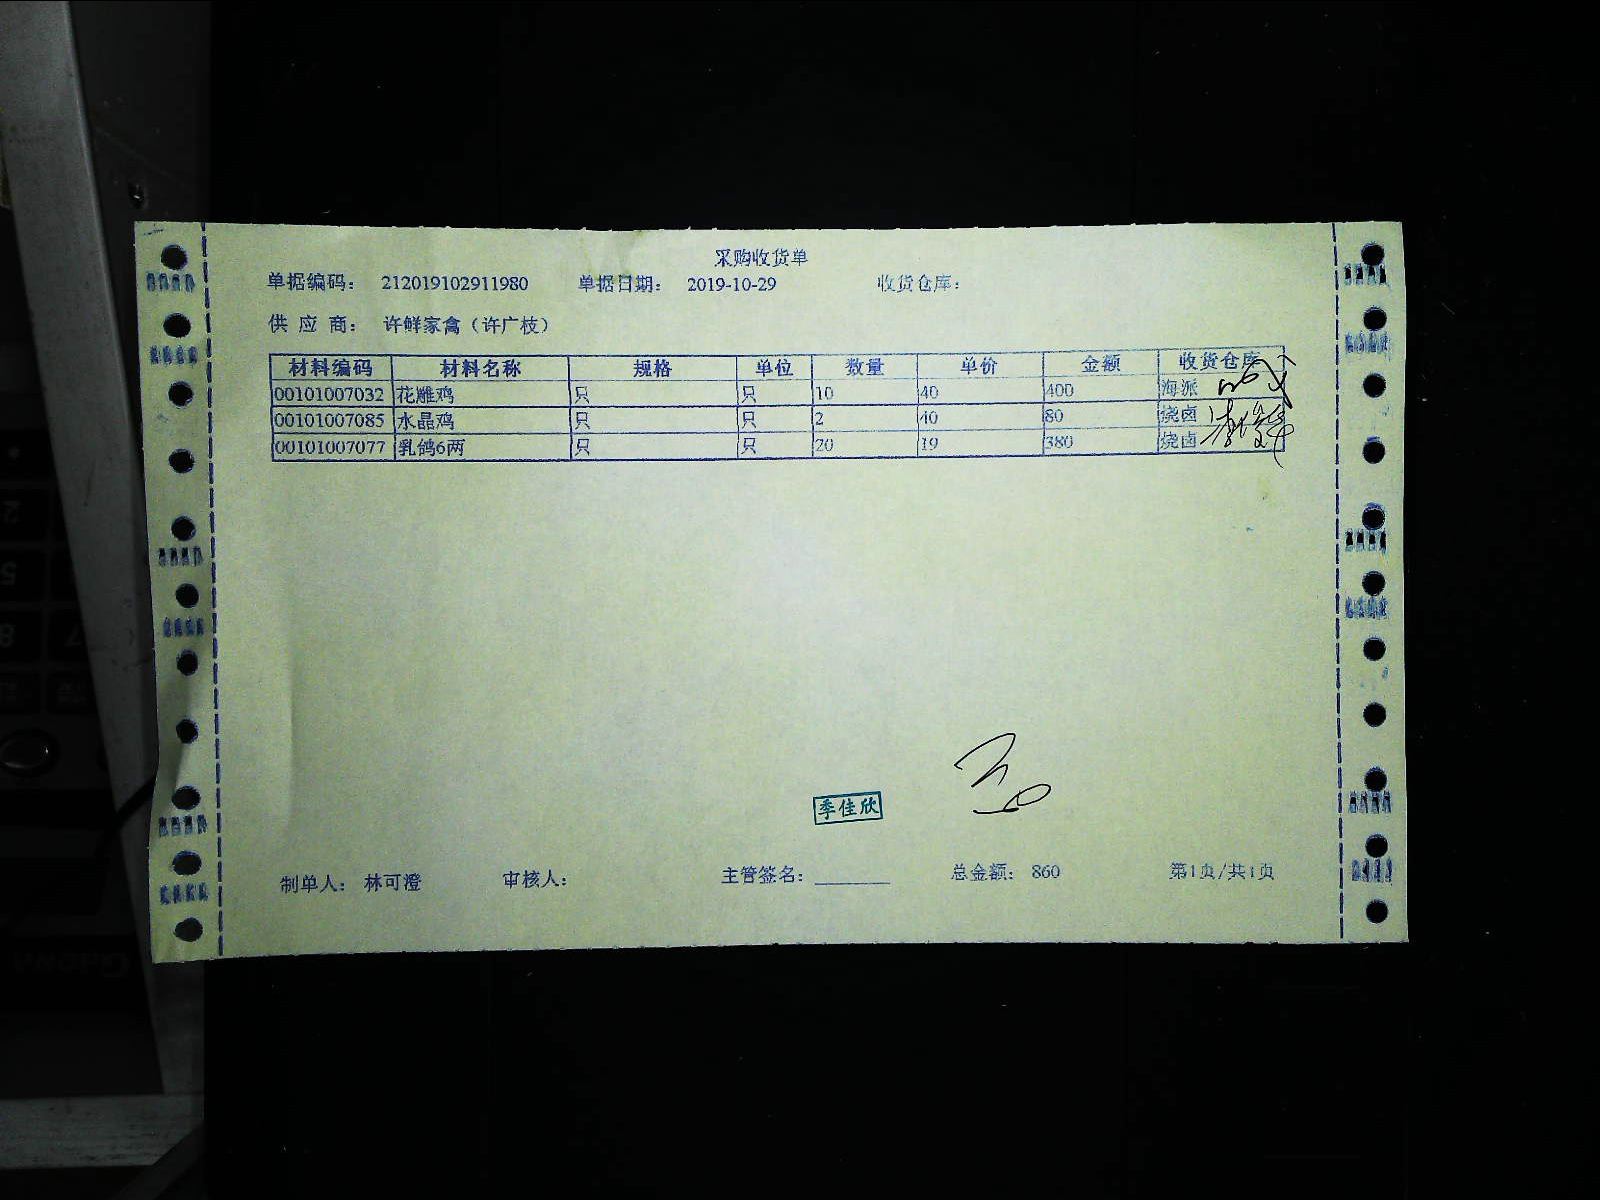 采购收货单
单据编码： 212019102911980 单据日期： 2019-10-29 收货仓库：
供 应 商： 许鲜家禽（许广枝）
材料编码 材料名称 规格 单位 数量 单价 金额 收货仓库
00101007032 花雕鸡 只 只 10 40 400 海派
00101007085 水晶鸡 只 只 2 40 80 烧卤
00101007077 乳鸽6两 只 只 20 19 380 烧卤
季佳欣
制单人： 林可澄 审核人： 主管签名： ________ 总金额： 860 第1页/共1页